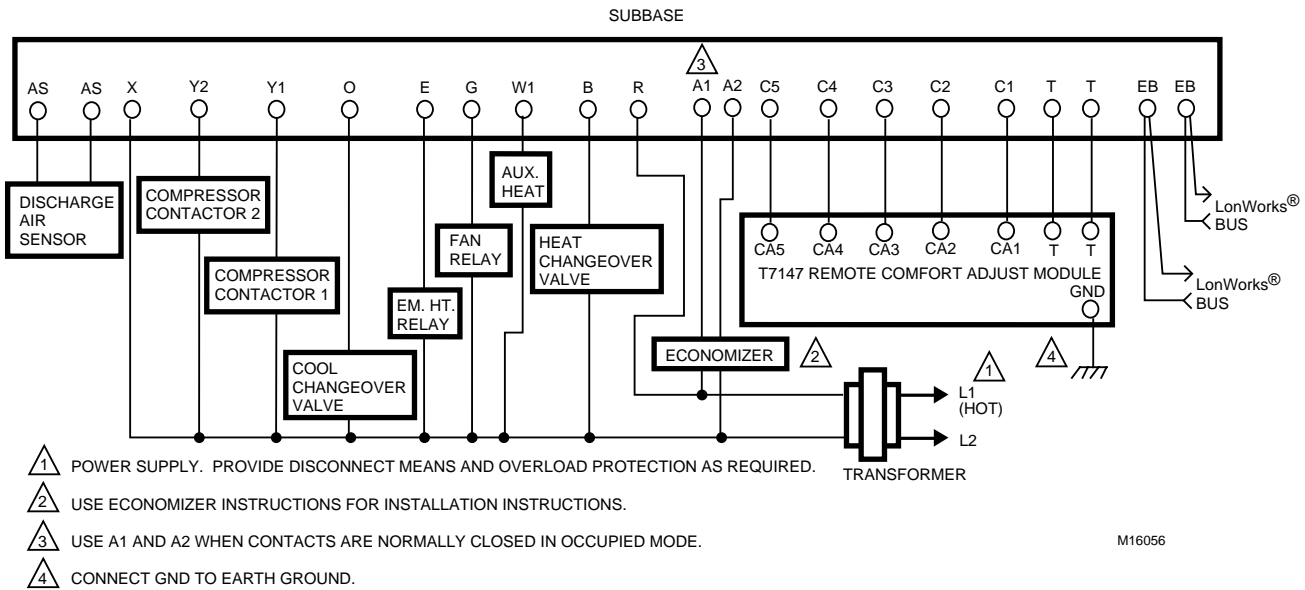 SUBBASE
3
AS AS X Y2 Y1 O E G W1 B R A1 A2 C5 C4 C3 C2 C1 T T EB EB
DISCHARGE
AIR
SENSOR
COMPRESSOR
CONTACTOR 2
COMPRESSOR
CONTACTOR 1
COOL
CHANGEOVER
VALVE
EM. HT.
RELAY
FAN
RELAY
AUX.
HEAT
HEAT
CHANGEOVER
VALVE
ECONOMIZER
2
CA5 CA4 CA3 CA2 CA1 T T
T7147 REMOTE COMFORT ADJUST MODULE
GND
LonWorks®
BUS
LonWorks®
BUS
1
4
L1
(HOT)
L2
TRANSFORMER
1 POWER SUPPLY. PROVIDE DISCONNECT MEANS AND OVERLOAD PROTECTION AS REQUIRED.
2 USE ECONOMIZER INSTRUCTIONS FOR INSTALLATION INSTRUCTIONS.
3 USE A1 AND A2 WHEN CONTACTS ARE NORMALLY CLOSED IN OCCUPIED MODE.
4 CONNECT GND TO EARTH GROUND.
M16056